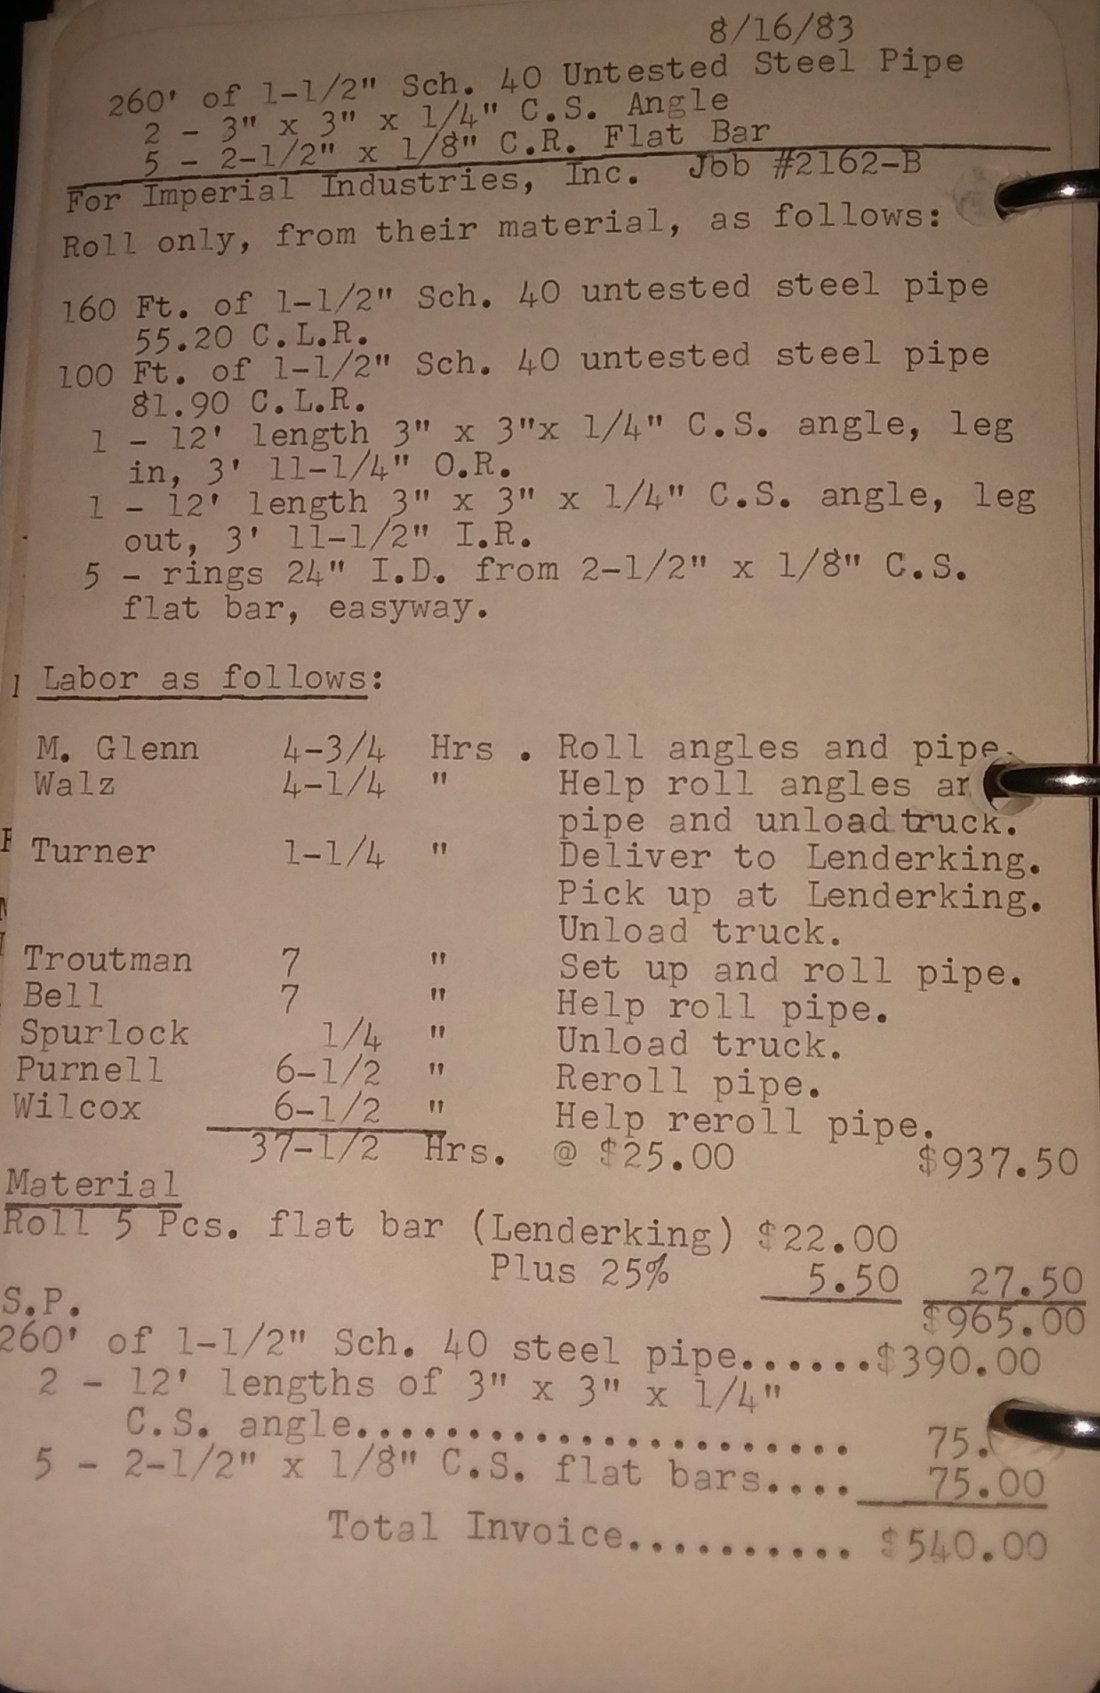 8/16/83
260' of 1-1/2" Sch. 40 Untested Steel Pipe
2 - 3" x 3" x 1/4" C.S. Angle
5 - 2-1/2" x 1/8" C.R. Flat Bar
For Imperial Industries, Inc. Job #2162-B
Roll only, from their material, as follows:
160 Ft. of 1-1/2" Sch. 40 untested steel pipe
55.20 C.L.R.
100 Ft. of 1-1/2" Sch. 40 untested steel pipe
81.90 C.L.R.
1 - 12' length 3" x 3"x 1/4" C.S. angle, leg
in, 3' 11-1/4" O.R.
1 - 12' length 3" x 3" x 1/4" C.S. angle, leg
out, 3' 11-1/2" I.R.
5 - rings 24" I.D. from 2-1/2" x 1/8" C.S.
flat bar, easyway.
Labor as follows:
M. Glenn 4-3/4 Hrs . Roll angles and pipe.
Walz 4-1/4 " Help roll angles
pipe and unload truck.
Turner 1-1/4 " Deliver to Lenderking.
Pick up at Lenderking.
Unload truck.
Troutman 7 " Set up and roll pipe.
Bell 7 " Help roll pipe.
Spurlock 1/4 " Unload truck.
Purnell 6-1/2 " Reroll pipe.
Wilcox 6-1/2 " Help reroll pipe.
37-1/2 Hrs. @ $25.00 $937.50
Material
Roll 5 Pcs. flat bar (Lenderking) $22.00
Plus 25% 5.50 27.50
$965.00
S.P.
260' of 1-1/2" Sch. 40 steel pipe......$390.00
2 - 12' lengths of 3" x 3" x 1/4"
C.S. angle...................... 75.
5 - 2-1/2" x 1/8" C.S. flat bars.... 75.00
Total Invoice.......... $540.00